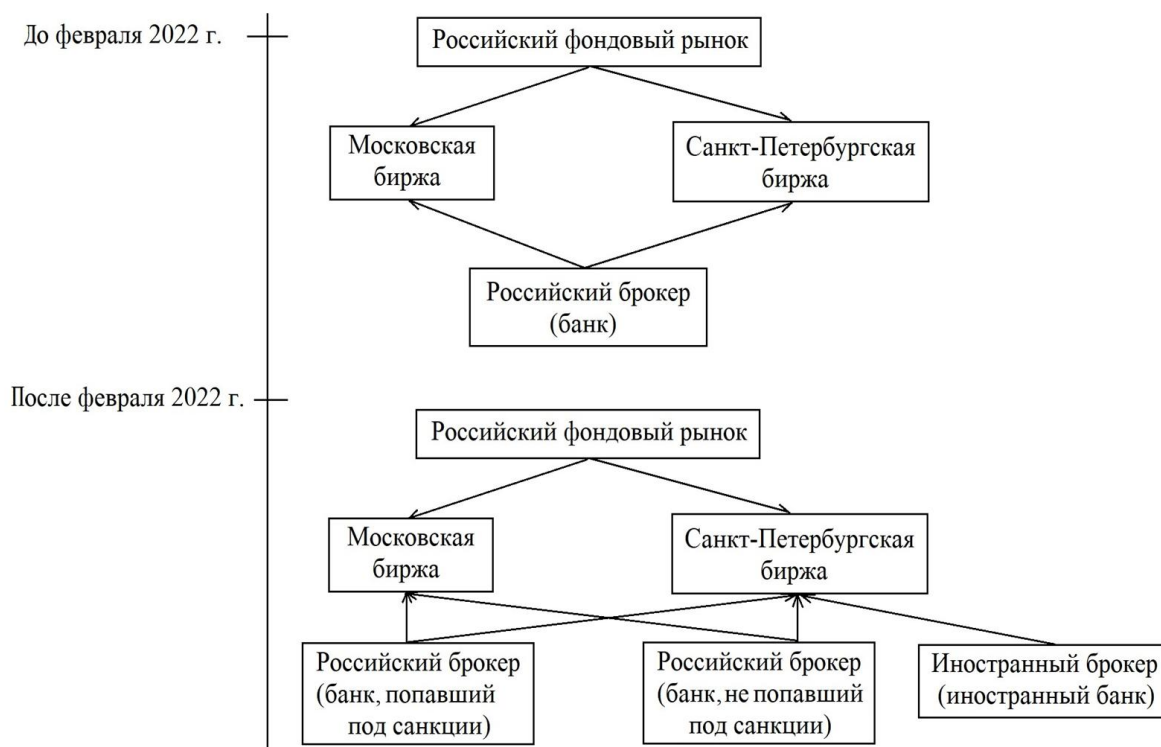 До февраля 2022 г.
Российский фондовый рынок
Московская
биржа
Санкт-Петербургская
биржа
Российский брокер
(банк)
После февраля 2022 г.
Российский фондовый рынок
Московская
биржа
Санкт-Петербургская
биржа
Российский брокер
(банк, попавший
под санкции)
Российский брокер
(банк, не попавший
под санкции)
Иностранный брокер
(иностранный банк)